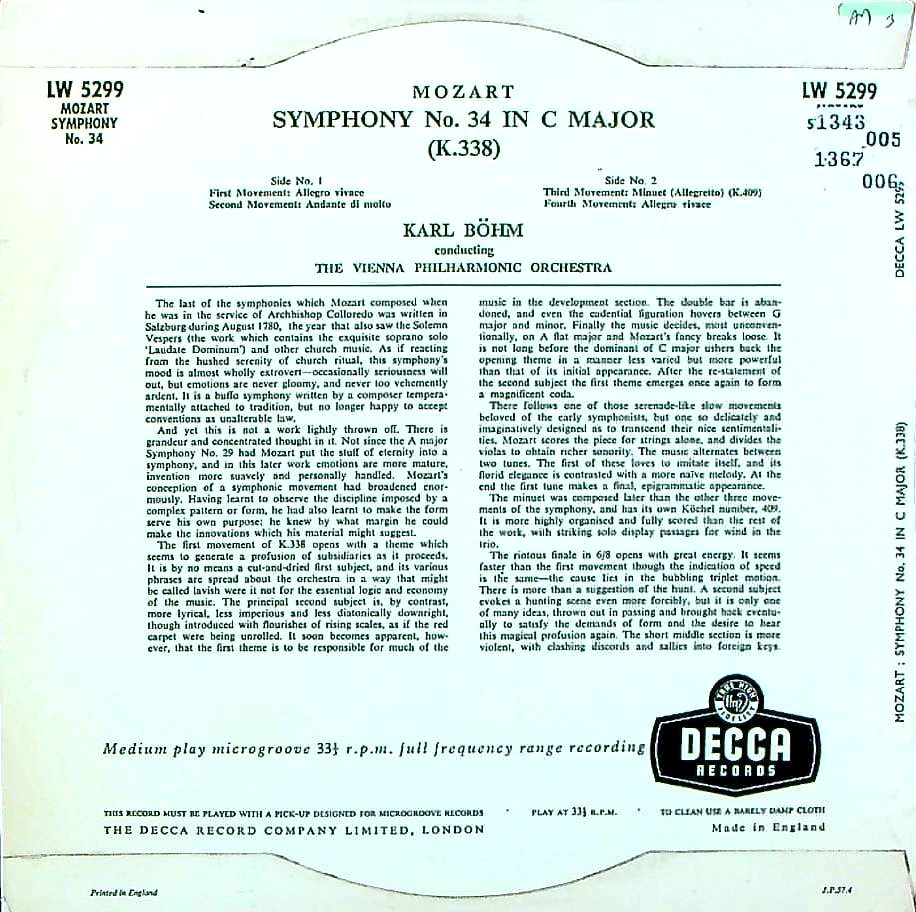 AM 3
LW 5299
MOZART
SYMPHONY
No. 34
MOZART
SYMPHONY No. 34 IN C MAJOR
(K.338)
LW 5299
s1343
.005
1367
006
Side No. 1
First Movement: Allegro vivace
Second Movement: Andante di molto
Side No. 2
Third Movement: Minuet (Allegretto) (K.409)
Fourth Movement: Allegro vivace
KARL BÖHM
conducting
THE VIENNA PHILHARMONIC ORCHESTRA
The last of the symphonies which Mozart composed when
he was in the service of Archbishop Colloredo was written in
Salzburg during August 1780, the year that also saw the Solemn
Vespers (the work which contains the exquisite soprano solo
'Laudate Dominum') and other church music. As if reacting
from the hushed serenity of church ritual, this symphony's
mood is almost wholly extrovert—occasionally seriousness will
out, but emotions are never gloomy, and never too vehemently
ardent. It is a buffo symphony written by a composer tempera-
mentally attached to tradition, but no longer happy to accept
conventions as unalterable law.
And yet this is not a work lightly thrown off. There is
grandeur and concentrated thought in it. Not since the A major
Symphony No. 29 had Mozart put the stuff of eternity into a
symphony, and in this later work emotions are more mature,
invention more suavely and personally handled. Mozart's
conception of a symphonic movement had broadened enor-
mously. Having learnt to observe the discipline imposed by a
complex pattern or form, he had also learnt to make the form
serve his own purpose; he knew by what margin he could
make the innovations which his material might suggest.
The first movement of K.338 opens with a theme which
seems to generate a profusion of subsidiaries as it proceeds.
It is by no means a cut-and-dried first subject, and its various
phrases are spread about the orchestra in a way that might
be called lavish were it not for the essential logic and economy
of the music. The principal second subject is, by contrast,
more lyrical, less imperious and less diatonically downright,
though introduced with flourishes of rising scales, as if the red
carpet were being unrolled. It soon becomes apparent, how-
ever, that the first theme is to be responsible for much of the
music in the development section. The double bar is aban-
doned, and even the cadential figuration hovers between G
major and minor. Finally the music decides, most unconven-
tionally, on A flat major and Mozart's fancy breaks loose. It
is not long before the dominant of C major ushers back the
opening theme in a manner less varied but more powerful
than that of its initial appearance. After the re-statement of
the second subject the first theme emerges once again to form
a magnificent coda.
There follows one of those serenade-like slow movements
beloved of the early symphonists, but one so delicately and
imaginatively designed as to transcend their nice sentimentali-
ties. Mozart scores the piece for strings alone, and divides the
violas to obtain richer sonority. The music alternates between
two tunes. The first of these loves to imitate itself, and its
florid elegance is contrasted with a more naïve melody. At the
end the first tune makes a final, epigrammatic appearance.
The minuet was composed later than the other three move-
ments of the symphony, and has its own Köchel number, 409.
It is more highly organised and fully scored than the rest of
the work, with striking solo display passages for wind in the
trio.
The riotous finale in 6/8 opens with great energy. It seems
faster than the first movement though the indication of speed
is the same—the cause lies in the bubbling triplet motion.
There is more than a suggestion of the hunt. A second subject
evokes a hunting scene even more forcibly, but it is only one
of many ideas, thrown out in passing and brought back eventu-
ally to satisfy the demands of form and the desire to hear
this magical profusion again. The short middle section is more
violent, with clashing discords and sallies into foreign keys.
DECCA LW 5299
MOZART : SYMPHONY No. 34 IN C MAJOR (K.338)
Medium play microgroove 33⅓ r.p.m. full frequency range recording
TRUE HIGH
ffrr
FIDELITY
DECCA
RECORDS
THIS RECORD MUST BE PLAYED WITH A PICK-UP DESIGNED FOR MICROGROOVE RECORDS · PLAY AT 33⅓ R.P.M. · TO CLEAN USE A BARELY DAMP CLOTH
THE DECCA RECORD COMPANY LIMITED, LONDON
Made in England
Printed in England
J.P.57.4